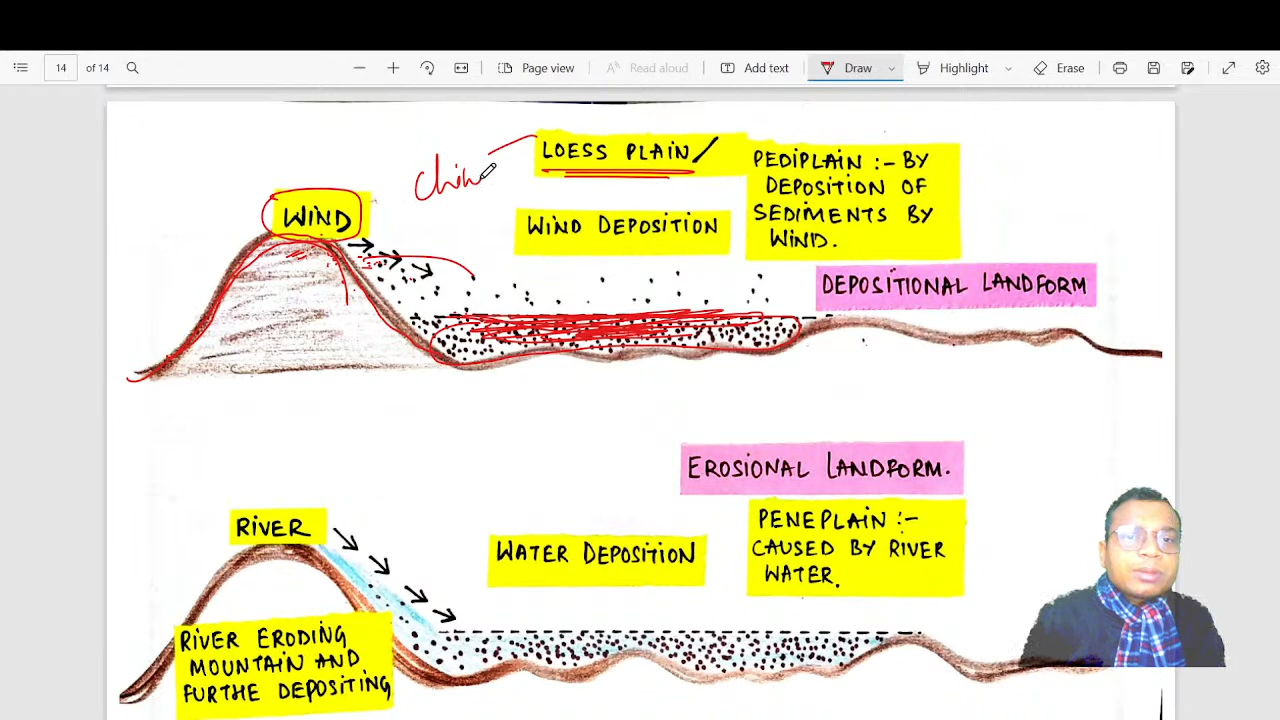 14 of 14
Page view
Read aloud
Add text
Draw
Highlight
Erase
LOESS PLAIN/
Chin
WIND
WIND DEPOSITION
PEDIPLAIN :- BY
DEPOSITION OF
SEDIMENTS BY
WIND.
DEPOSITIONAL LANDFORM
EROSIONAL LANDFORM.
RIVER
WATER DEPOSITION
PENEPLAIN :-
CAUSED BY RIVER
WATER.
RIVER ERODING
MOUNTAIN AND
FURTHE DEPOSITING